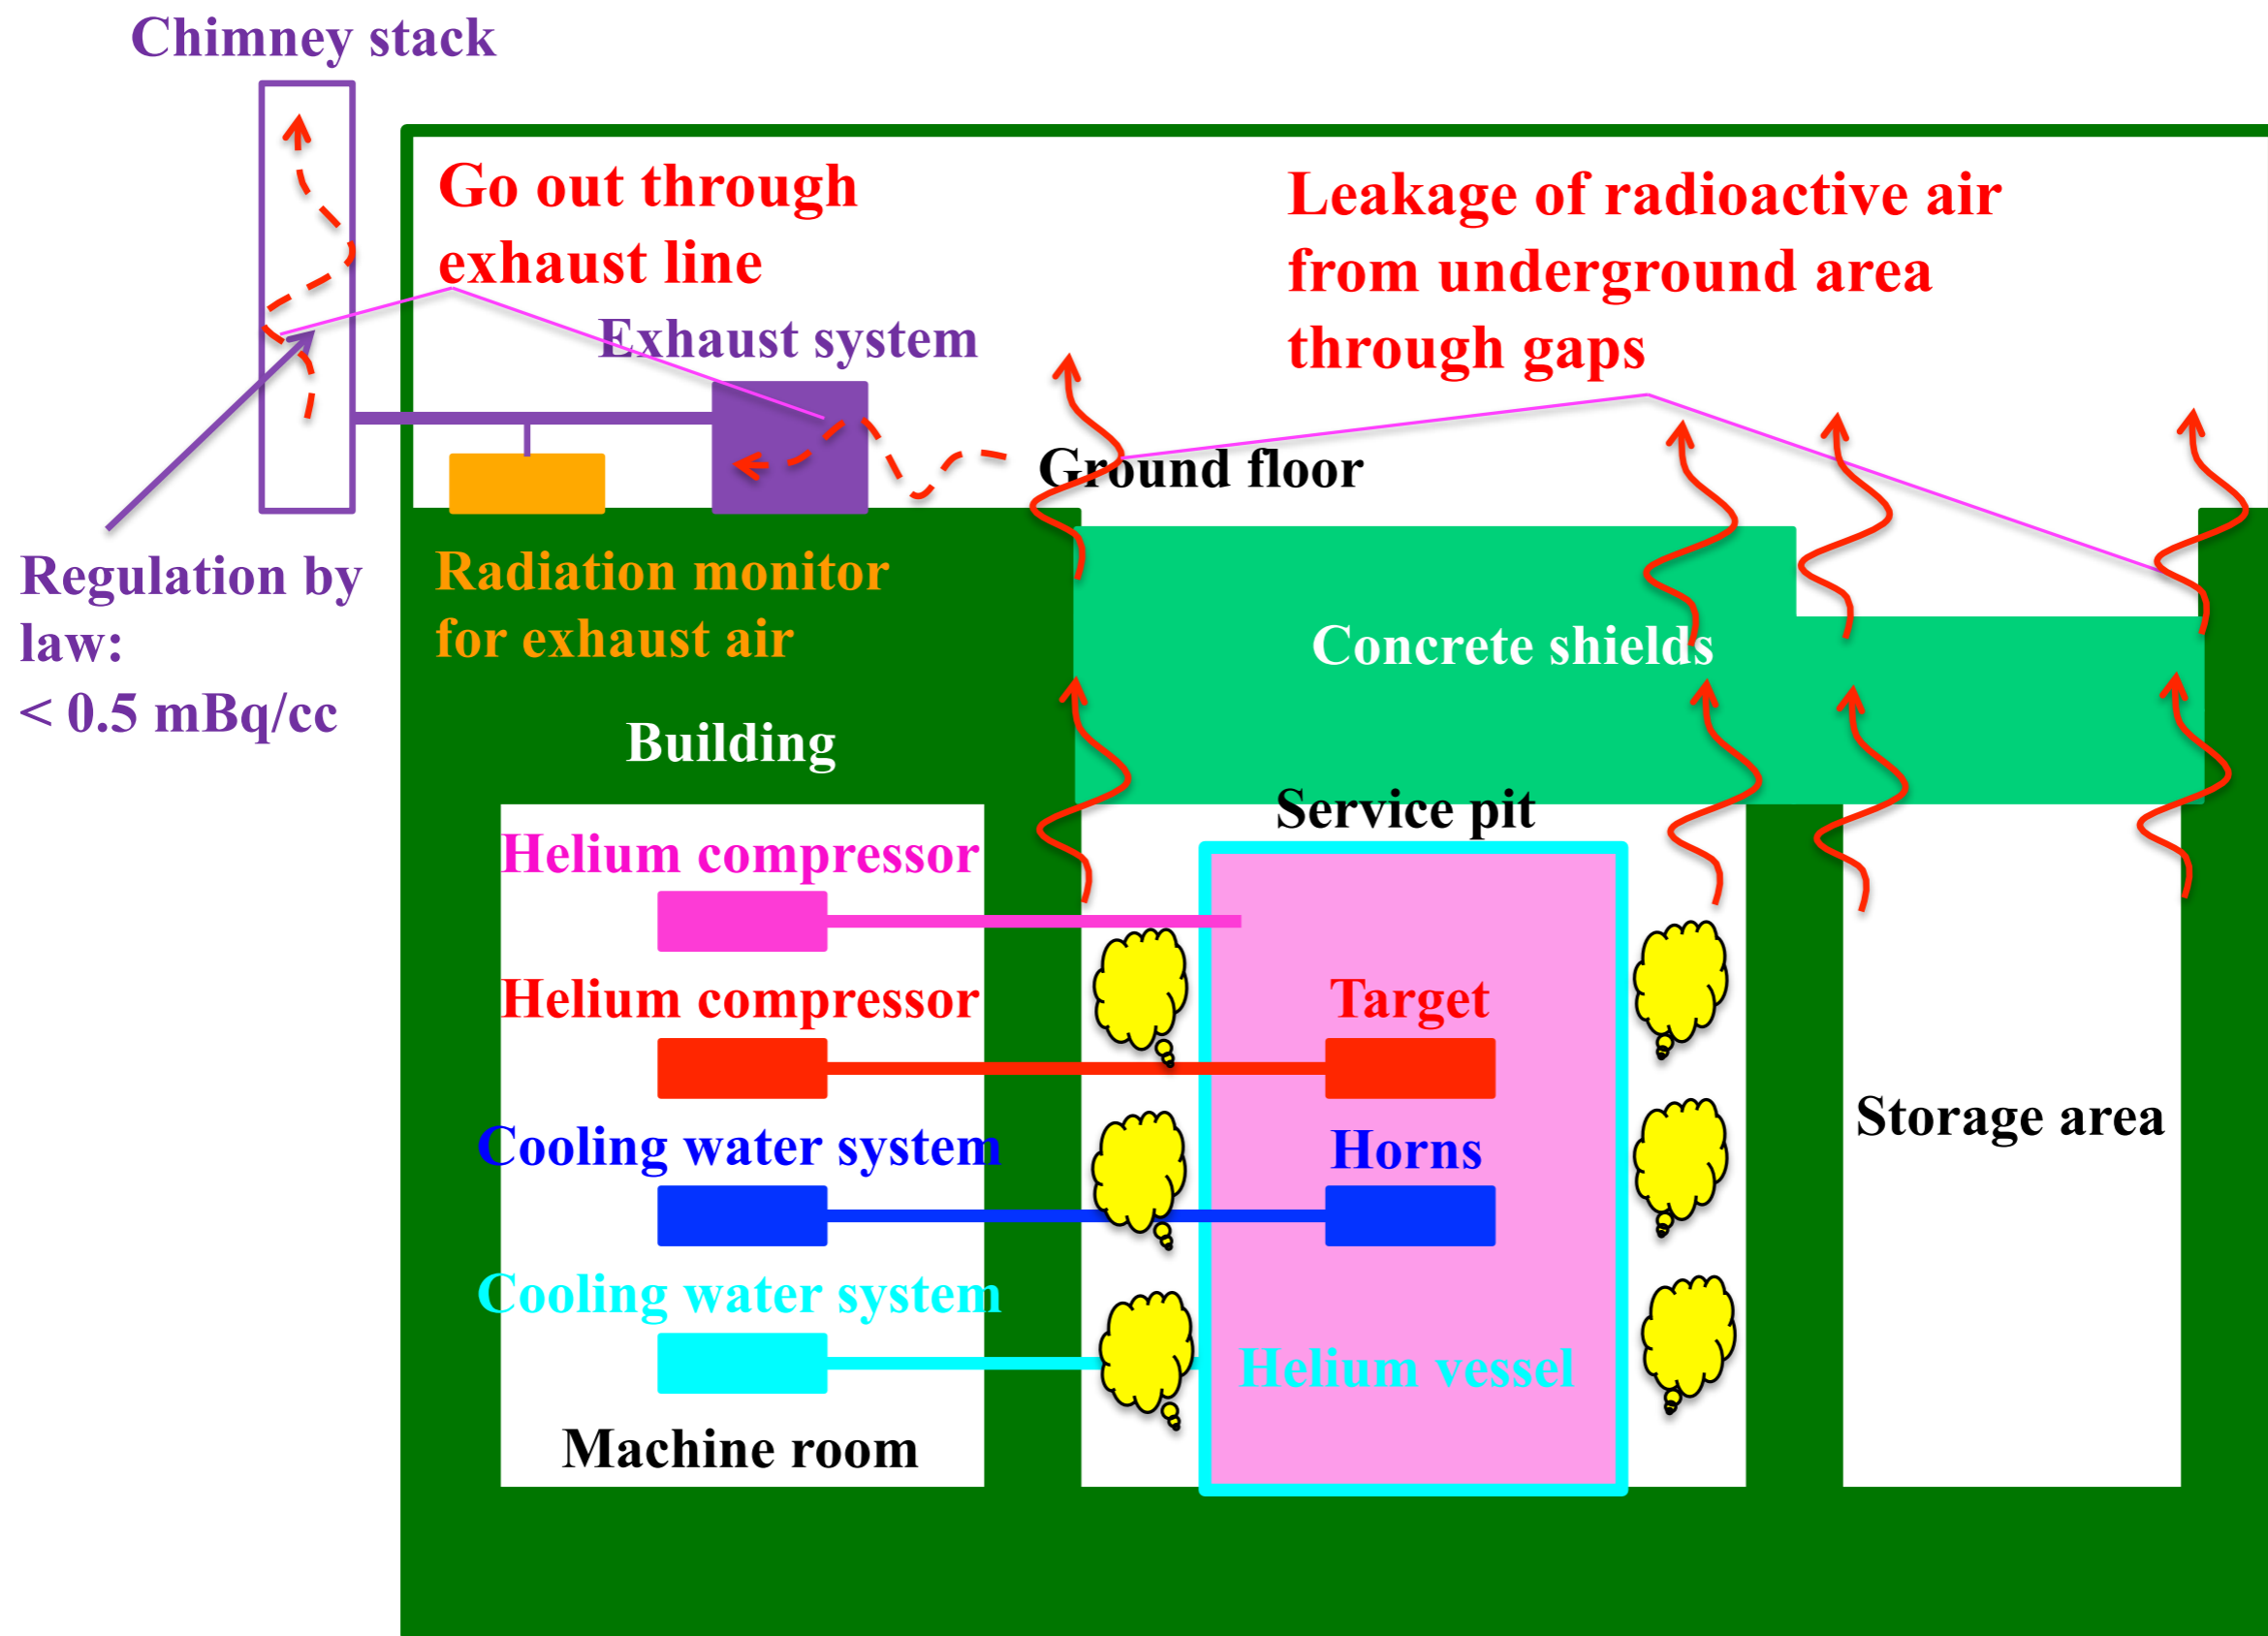 Chimney stack
Go out through
exhaust line
Leakage of radioactive air
from underground area
through gaps
Exhaust system
Ground floor
Regulation by
law:
< 0.5 mBq/cc
Radiation monitor
for exhaust air
Concrete shields
Building
Service pit
Helium compressor
Helium compressor
Target
Cooling water system
Horns
Storage area
Cooling water system
Helium vessel
Machine room